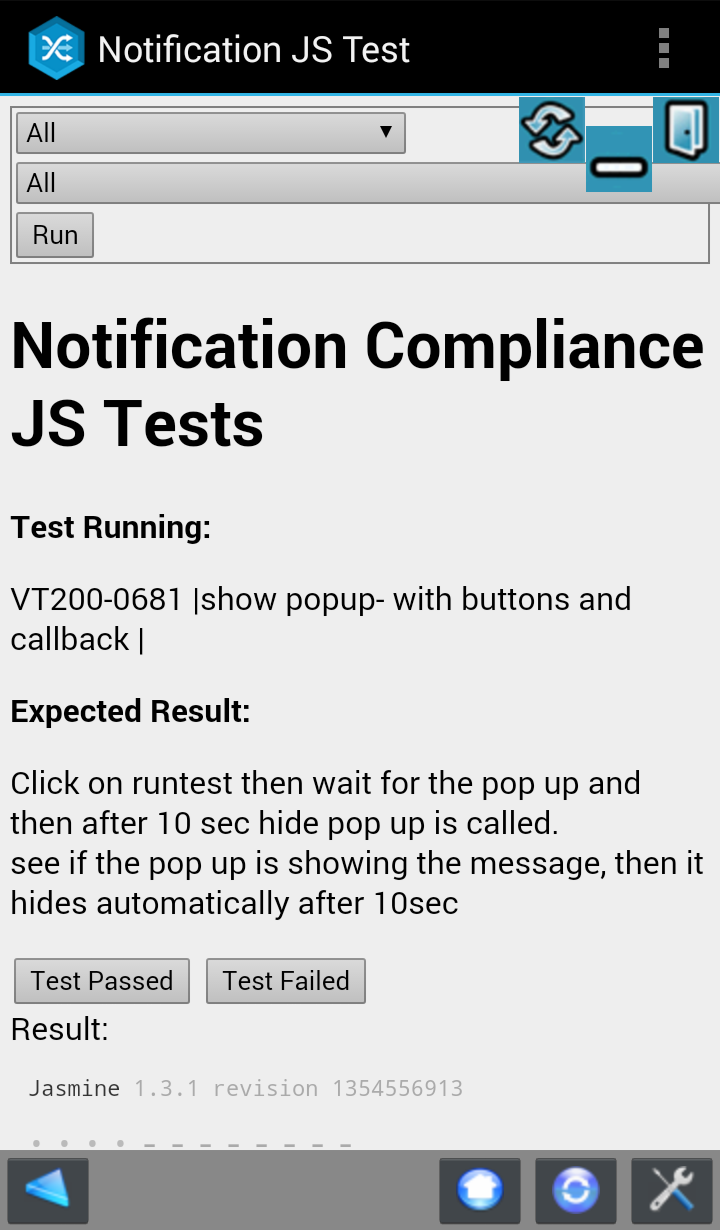 Notification JS Test
All
All
Run
Notification Compliance
JS Tests
Test Running:
VT200-0681 |show popup- with buttons and
callback |
Expected Result:
Click on runtest then wait for the pop up and
then after 10 sec hide pop up is called.
see if the pop up is showing the message, then it
hides automatically after 10sec
Test Passed Test Failed
Result:
Jasmine 1.3.1 revision 1354556913